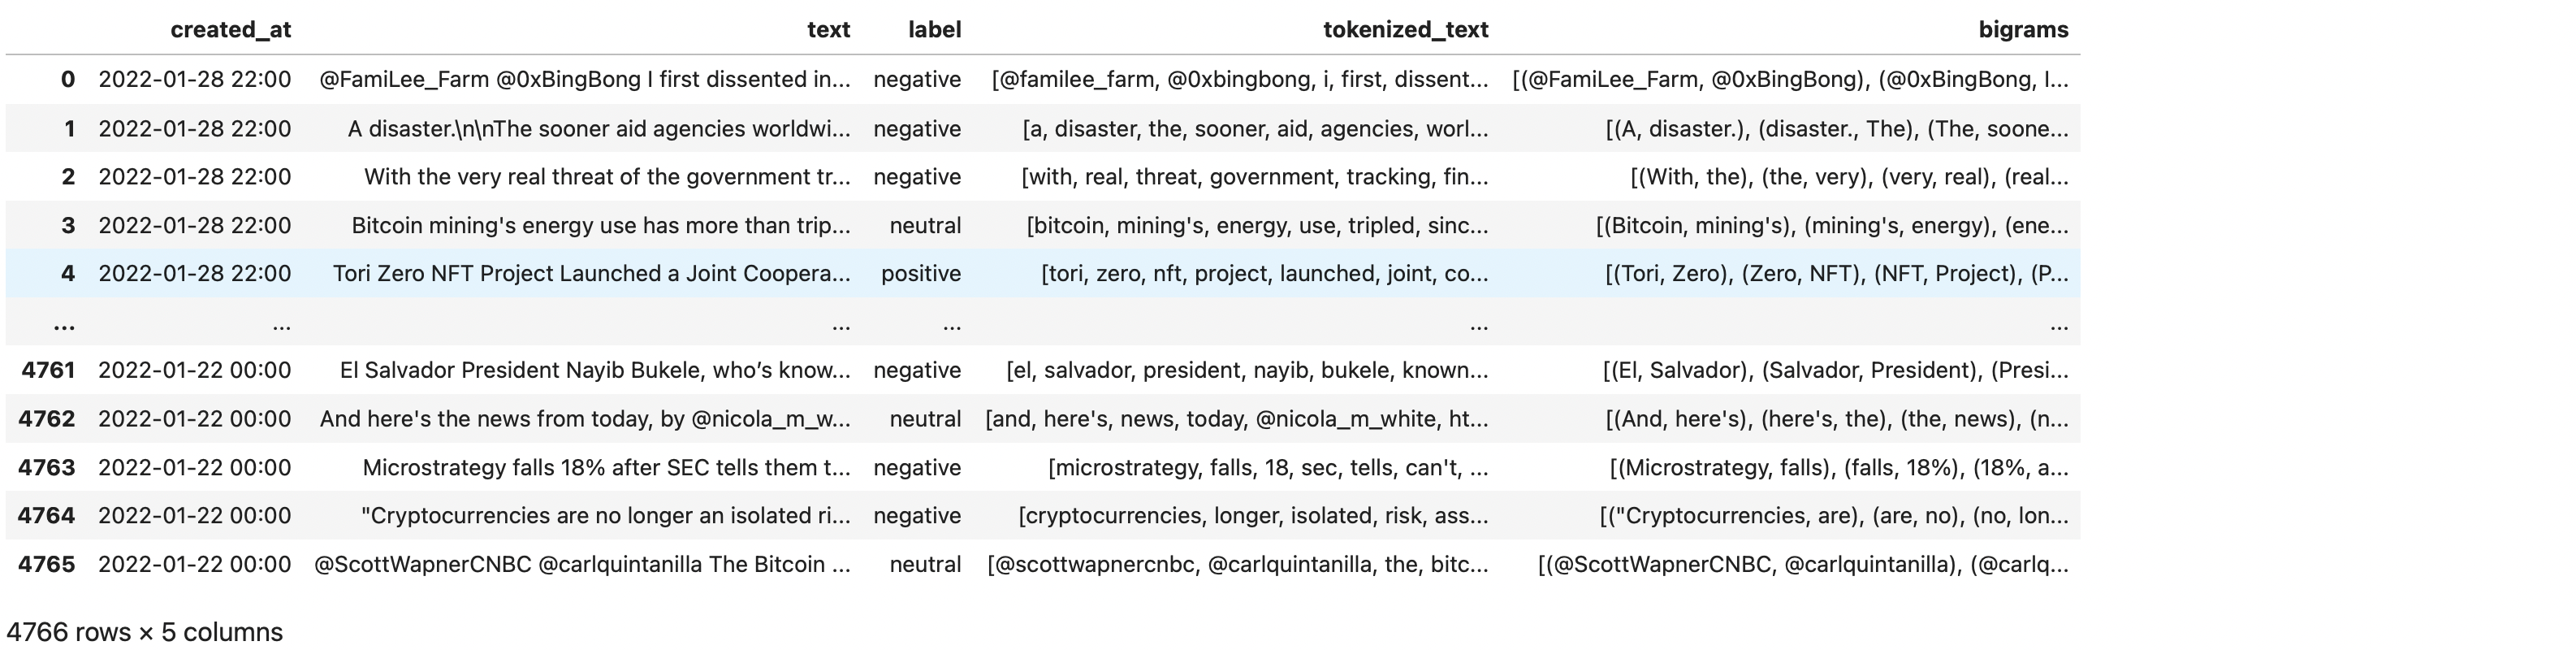 created_at text label tokenized_text bigrams
0 2022-01-28 22:00 @FamiLee_Farm @0xBingBong I first dissented in... negative [@familee_farm, @0xbingbong, i, first, dissent... [(@FamiLee_Farm, @0xBingBong), (@0xBingBong, I...
1 2022-01-28 22:00 A disaster.\n\nThe sooner aid agencies worldwi... negative [a, disaster, the, sooner, aid, agencies, worl... [(A, disaster.), (disaster., The), (The, soone...
2 2022-01-28 22:00 With the very real threat of the government tr... negative [with, real, threat, government, tracking, fin... [(With, the), (the, very), (very, real), (real...
3 2022-01-28 22:00 Bitcoin mining's energy use has more than trip... neutral [bitcoin, mining's, energy, use, tripled, sinc... [(Bitcoin, mining's), (mining's, energy), (ene...
4 2022-01-28 22:00 Tori Zero NFT Project Launched a Joint Coopera... positive [tori, zero, nft, project, launched, joint, co... [(Tori, Zero), (Zero, NFT), (NFT, Project), (P...
... ... ... ... ... ...
4761 2022-01-22 00:00 El Salvador President Nayib Bukele, who’s know... negative [el, salvador, president, nayib, bukele, known... [(El, Salvador), (Salvador, President), (Presi...
4762 2022-01-22 00:00 And here's the news from today, by @nicola_m_w... neutral [and, here's, news, today, @nicola_m_white, ht... [(And, here's), (here's, the), (the, news), (n...
4763 2022-01-22 00:00 Microstrategy falls 18% after SEC tells them t... negative [microstrategy, falls, 18, sec, tells, can't, ... [(Microstrategy, falls), (falls, 18%), (18%, a...
4764 2022-01-22 00:00 "Cryptocurrencies are no longer an isolated ri... negative [cryptocurrencies, longer, isolated, risk, ass... [("Cryptocurrencies, are), (are, no), (no, lon...
4765 2022-01-22 00:00 @ScottWapnerCNBC @carlquintanilla The Bitcoin ... neutral [@scottwapnercnbc, @carlquintanilla, the, bitc... [(@ScottWapnerCNBC, @carlquintanilla), (@carlq...
4766 rows × 5 columns